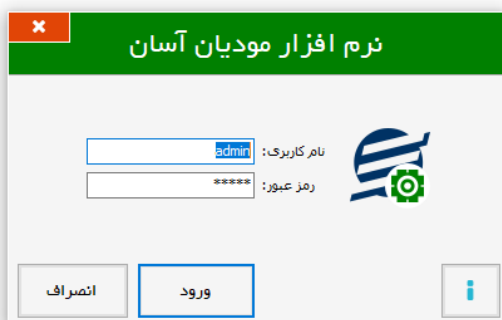 نرم افزار مودیان آسان
نام کاربری: admin
رمز عبور: *****
ورود
انصراف